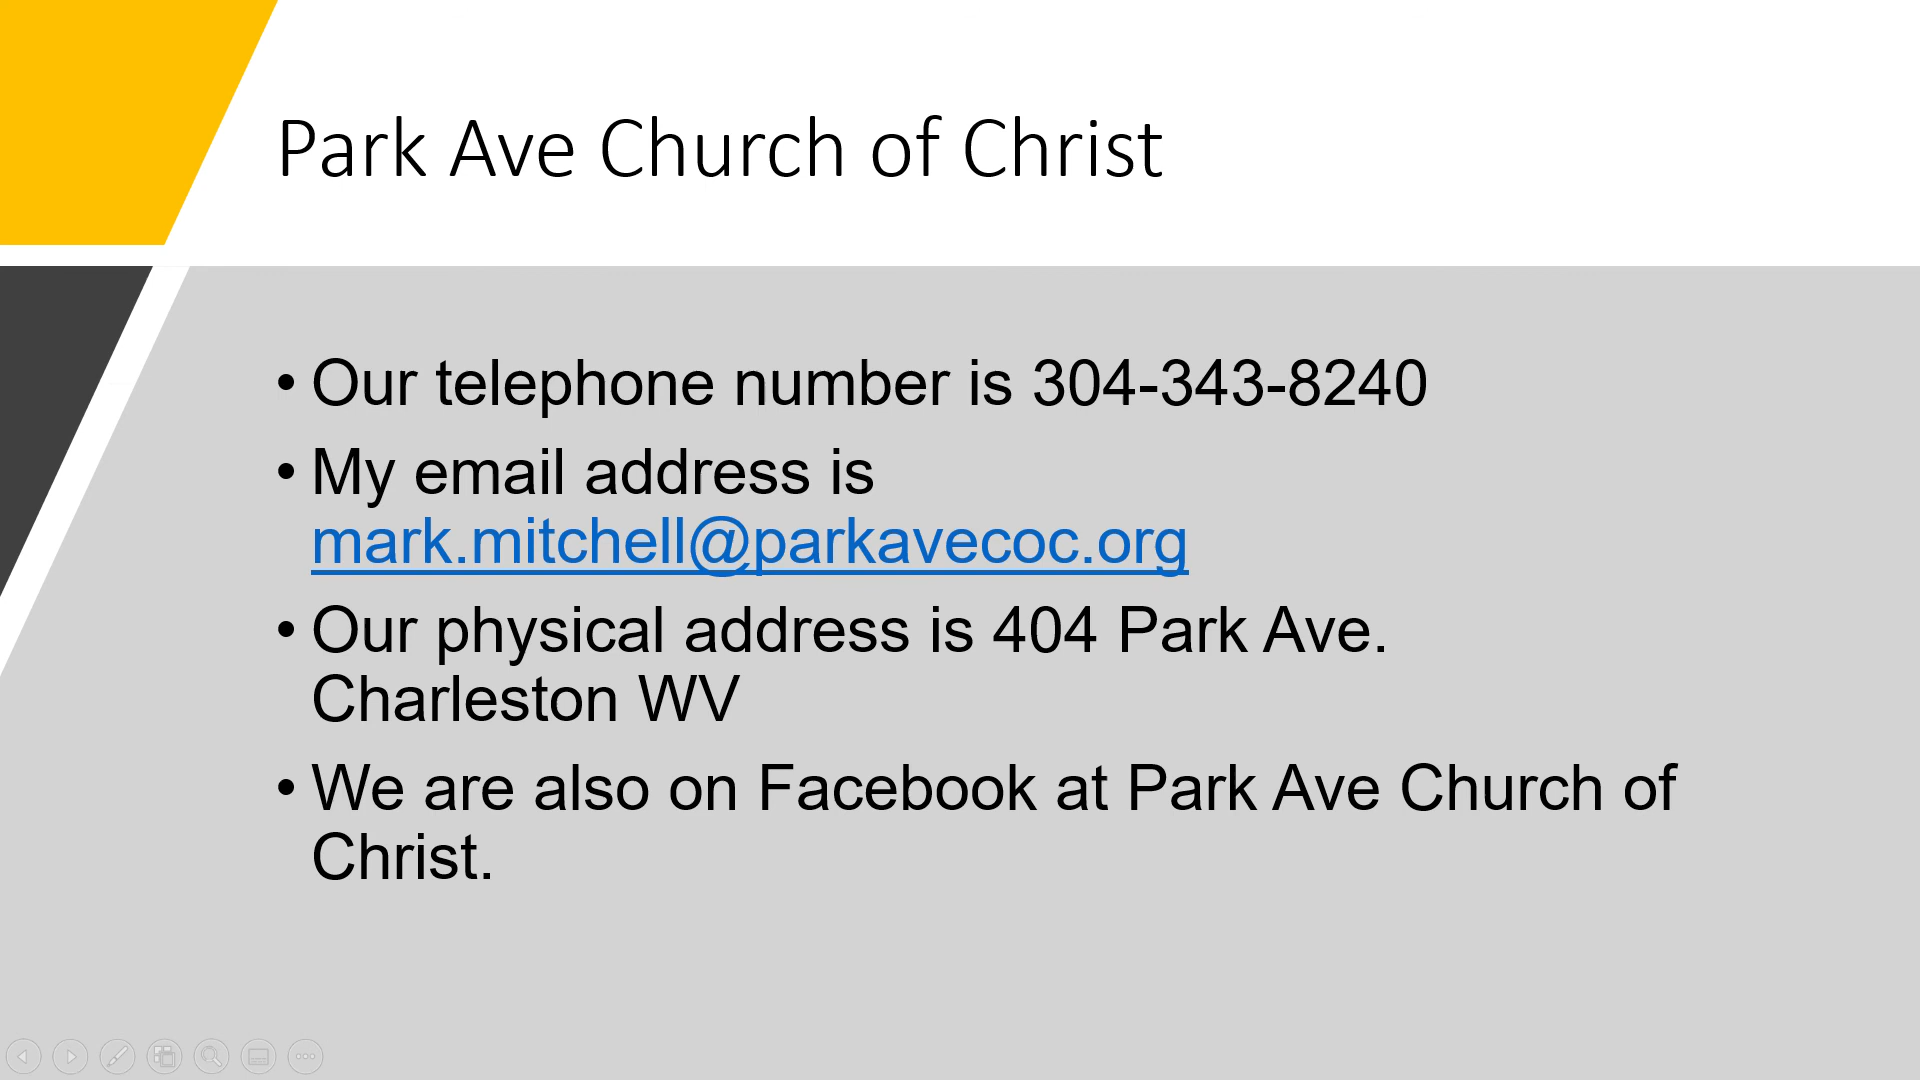 Park Ave Church of Christ
• Our telephone number is 304-343-8240
• My email address is
mark.mitchell@parkavecoc.org
• Our physical address is 404 Park Ave.
Charleston WV
• We are also on Facebook at Park Ave Church of
Christ.